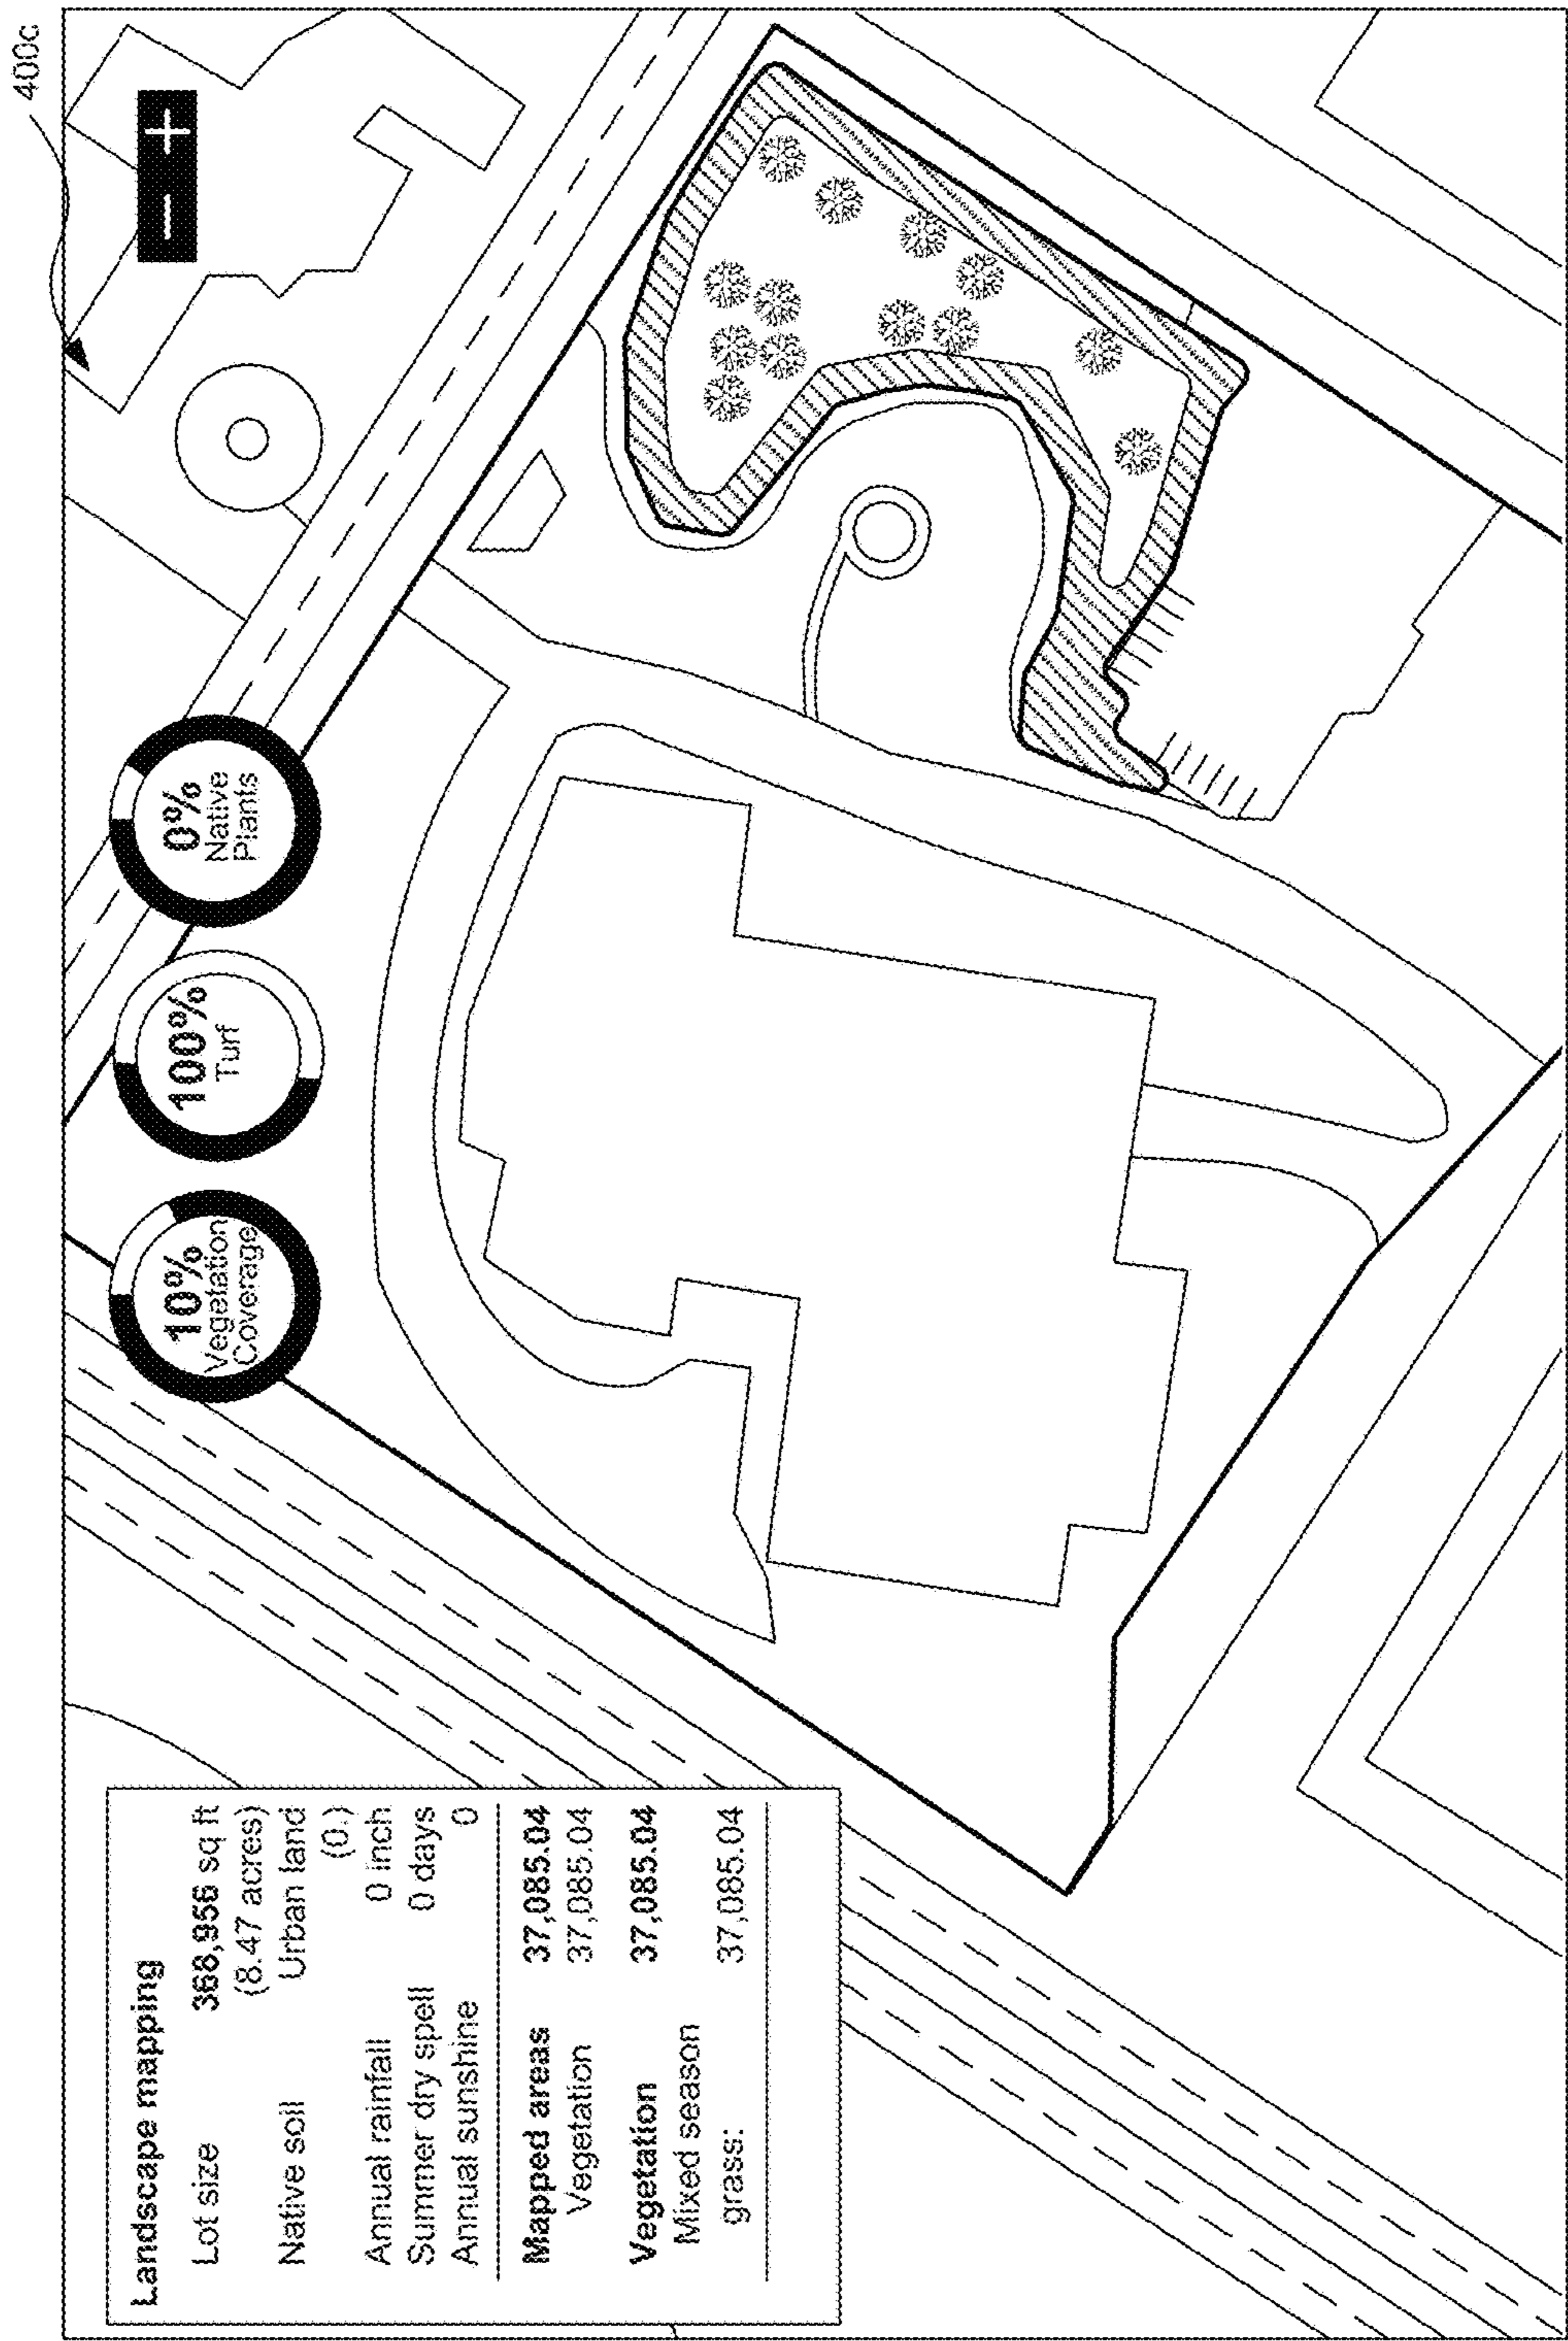 400c
− +
Landscape mapping
Lot size 368,956 sq ft
(8.47 acres)
Native soil Urban land
(0.)
Annual rainfall 0 inch
Summer dry spell 0 days
Annual sunshine 0
Mapped areas 37,085.04
Vegetation 37,085.04
Vegetation 37,085.04
Mixed season
grass: 37,085.04
10%
Vegetation
Coverage
100%
Turf
0%
Native
Plants